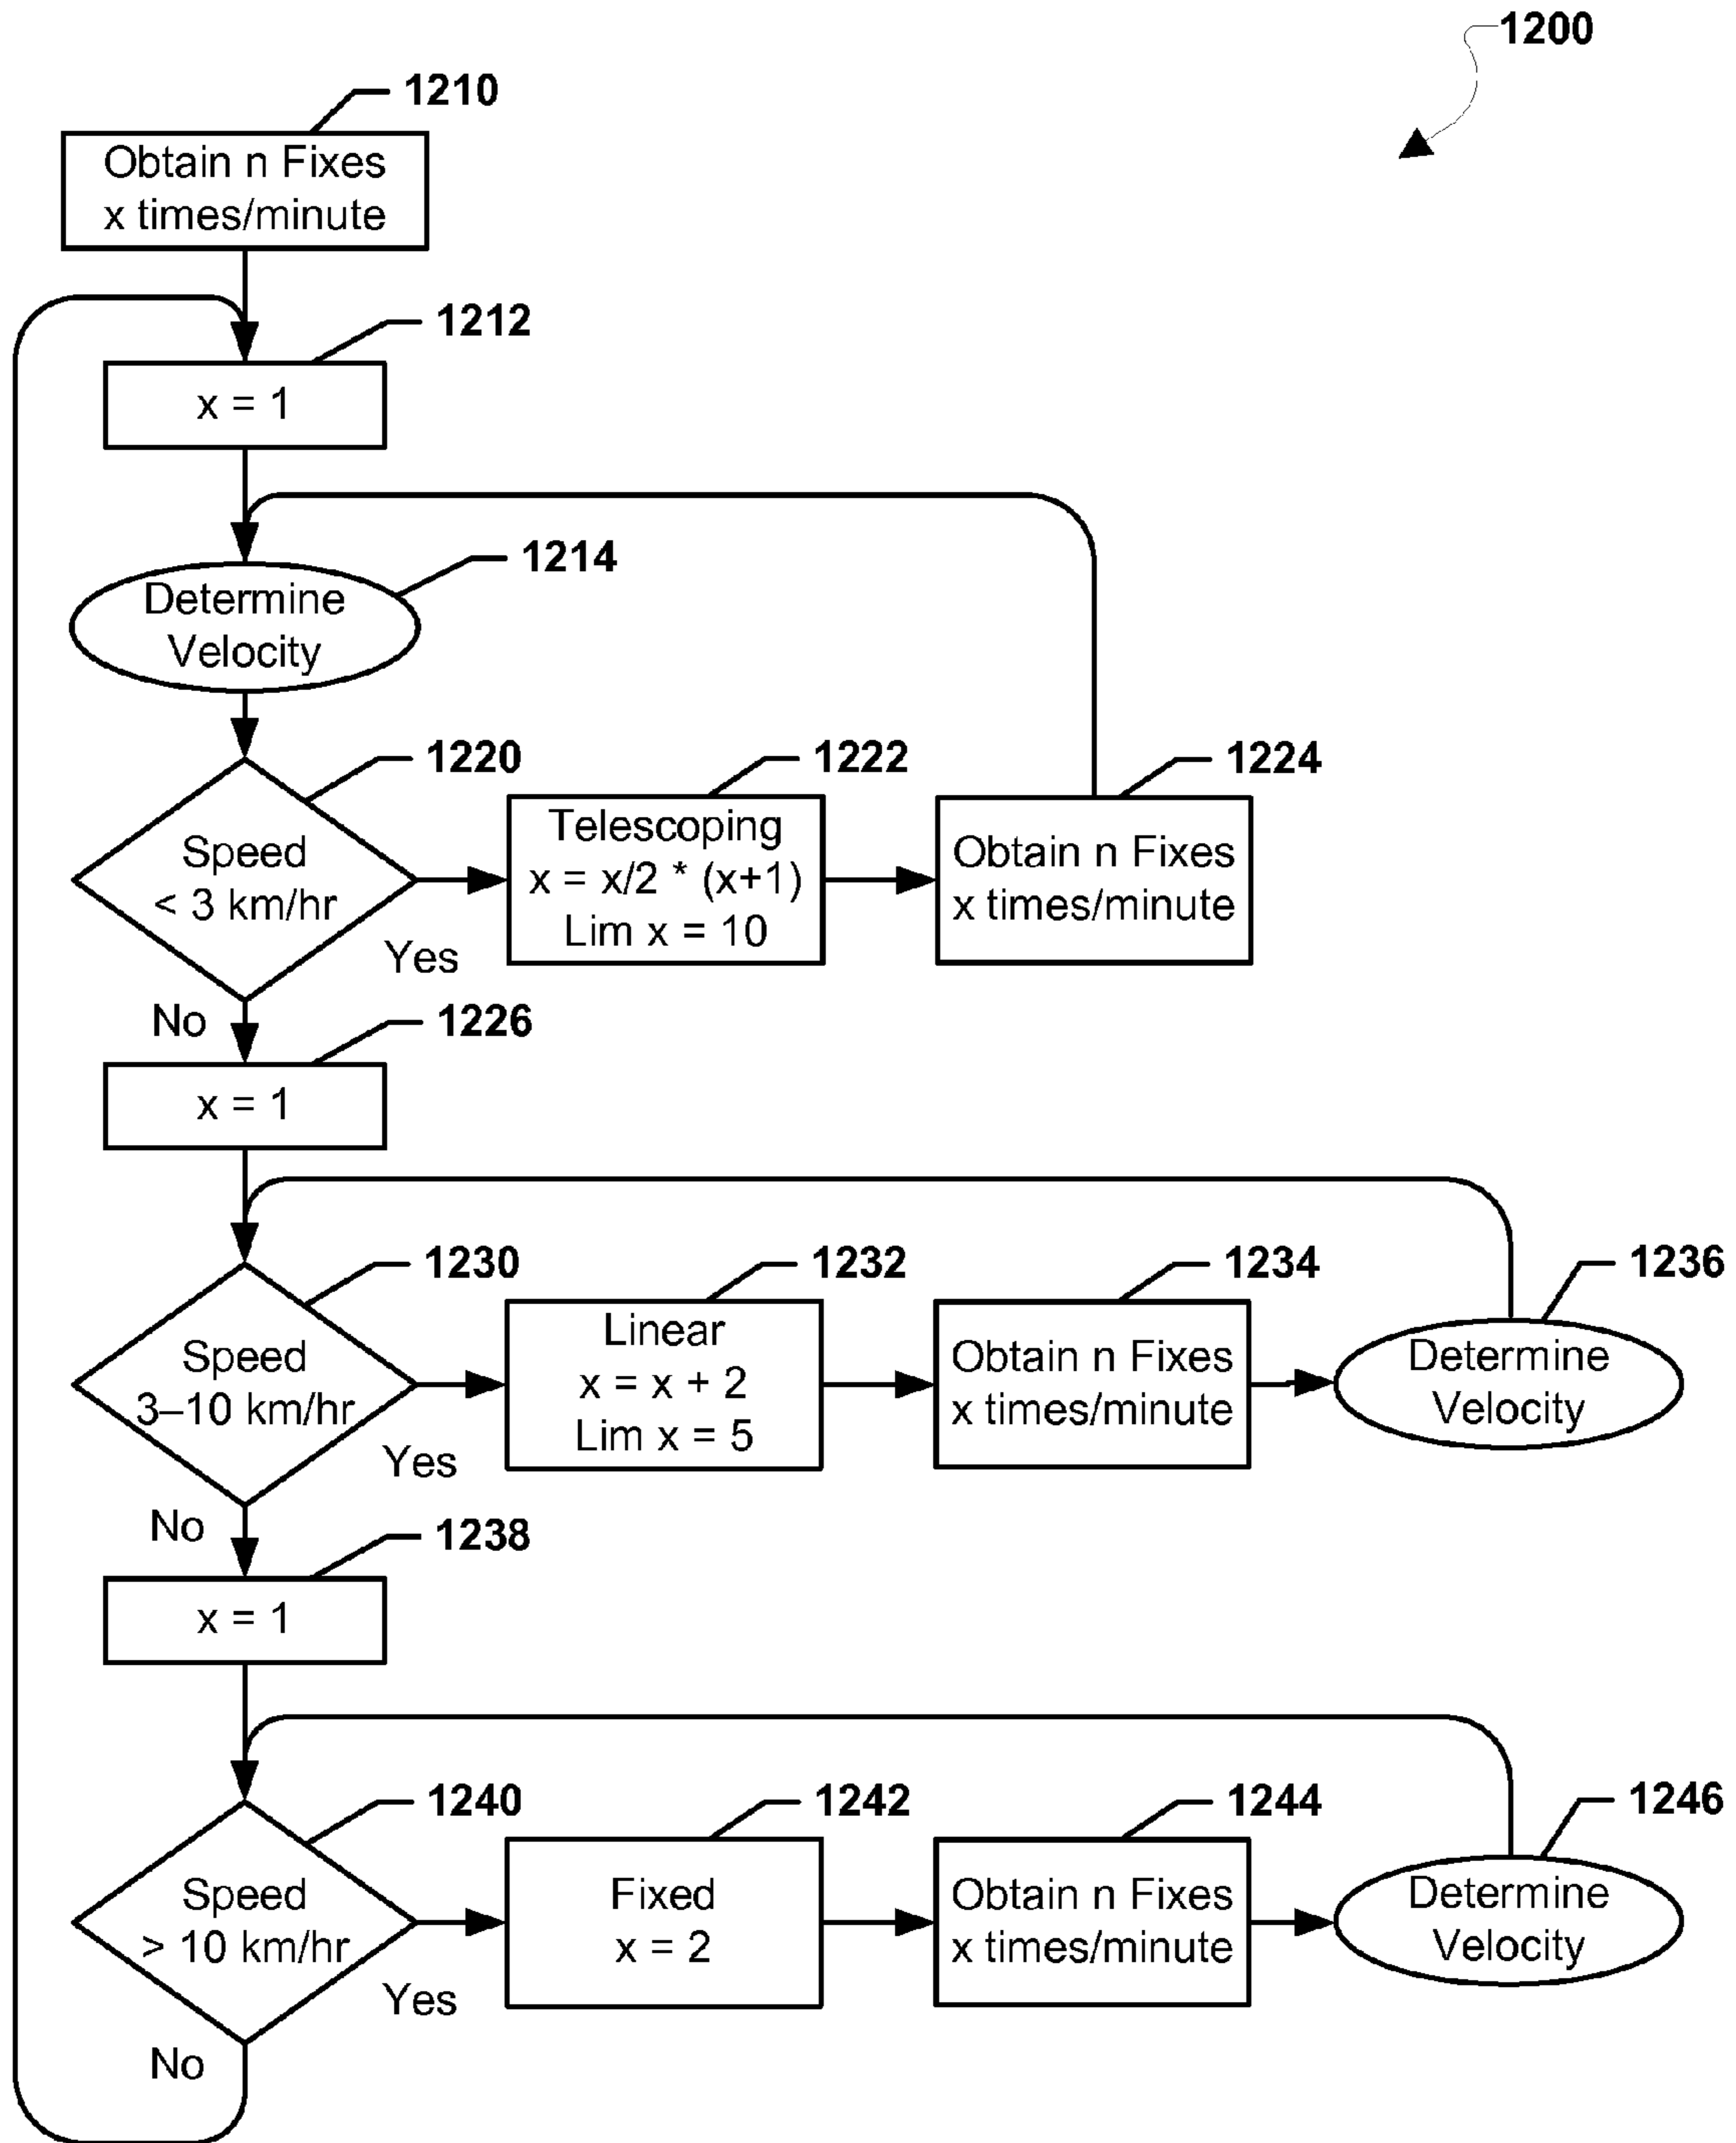 1200
1210
Obtain n Fixes
x times/minute
1212
x = 1
1214
Determine
Velocity
1220
Speed
< 3 km/hr
Yes
No
1222
Telescoping
x = x/2 * (x+1)
Lim x = 10
1224
Obtain n Fixes
x times/minute
1226
x = 1
1230
Speed
3–10 km/hr
Yes
No
1232
Linear
x = x + 2
Lim x = 5
1234
Obtain n Fixes
x times/minute
1236
Determine
Velocity
1238
x = 1
1240
Speed
> 10 km/hr
Yes
No
1242
Fixed
x = 2
1244
Obtain n Fixes
x times/minute
1246
Determine
Velocity